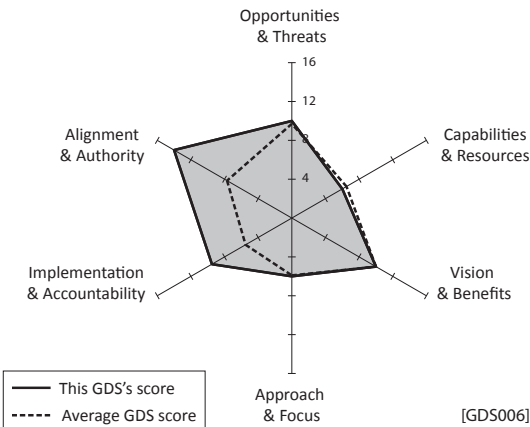 Opportunities
& Threats
16
12
8
4
Alignment
& Authority
Capabilities
& Resources
Implementation
& Accountability
Vision
& Benefits
Approach
& Focus
This GDS's score
Average GDS score
[GDS006]